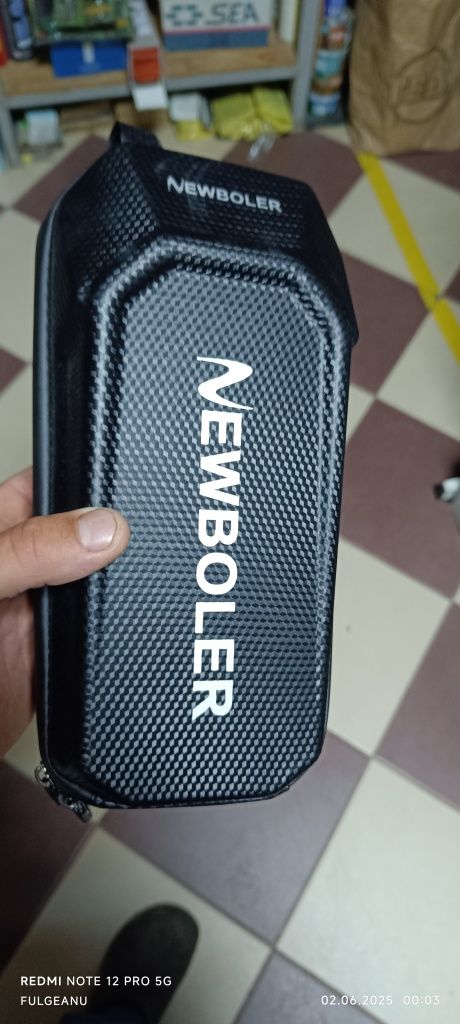 SEA
NEWBOLER
NEWBOLER
REDMI NOTE 12 PRO 5G
FULGEANU
02.06.2025 00:03